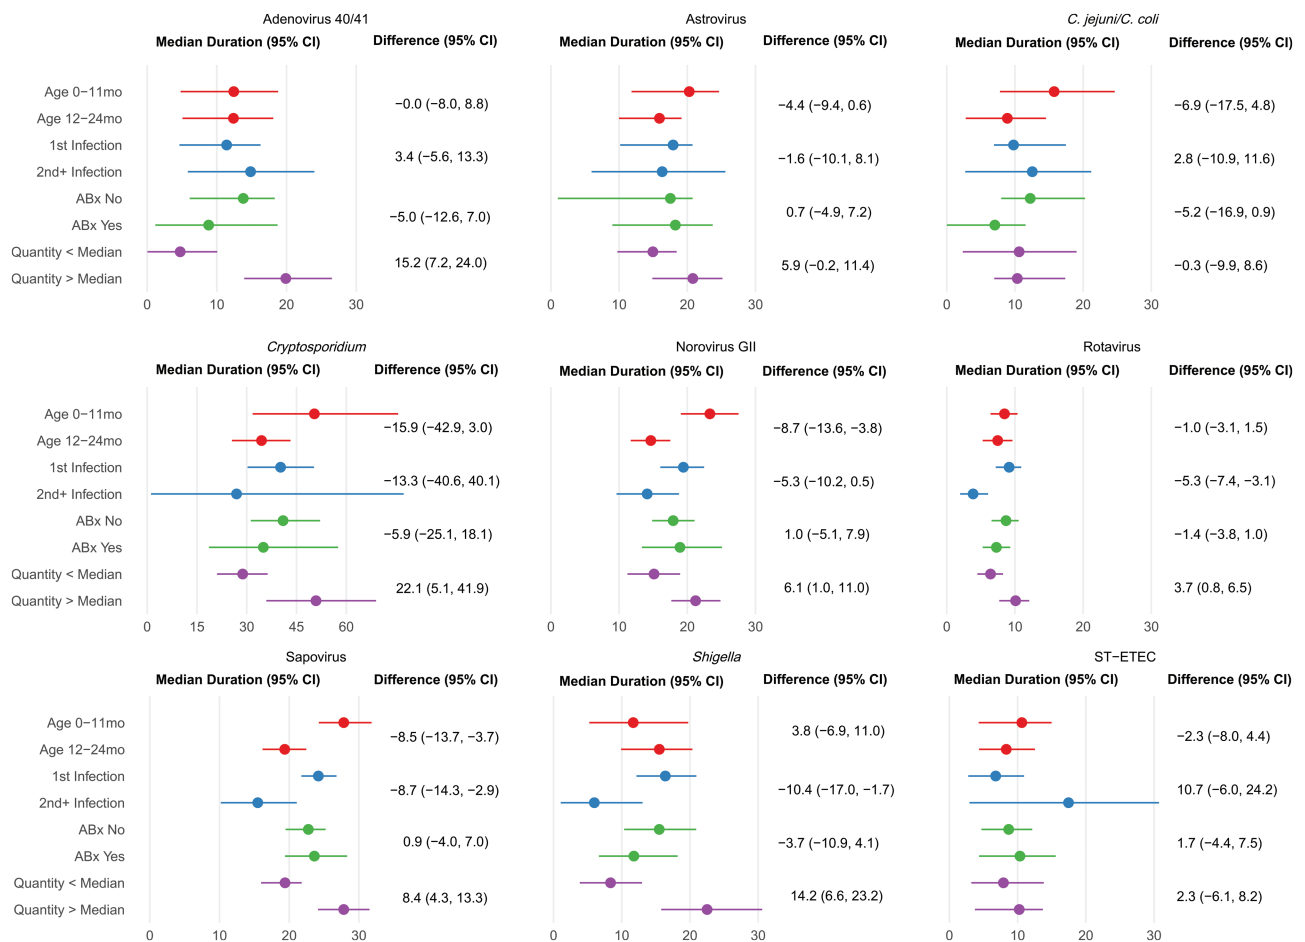 Adenovirus 40/41
Median Duration (95% CI) Difference (95% CI)
Age 0−11mo
−0.0 (−8.0, 8.8)
Age 12−24mo
1st Infection
3.4 (−5.6, 13.3)
2nd+ Infection
ABx No
−5.0 (−12.6, 7.0)
ABx Yes
Quantity < Median
15.2 (7.2, 24.0)
Quantity > Median
0 10 20 30
Astrovirus
Median Duration (95% CI) Difference (95% CI)
−4.4 (−9.4, 0.6)
−1.6 (−10.1, 8.1)
0.7 (−4.9, 7.2)
5.9 (−0.2, 11.4)
0 10 20 30
C. jejuni/C. coli
Median Duration (95% CI) Difference (95% CI)
−6.9 (−17.5, 4.8)
2.8 (−10.9, 11.6)
−5.2 (−16.9, 0.9)
−0.3 (−9.9, 8.6)
0 10 20 30
Cryptosporidium
Median Duration (95% CI) Difference (95% CI)
Age 0−11mo
−15.9 (−42.9, 3.0)
Age 12−24mo
1st Infection
−13.3 (−40.6, 40.1)
2nd+ Infection
ABx No
−5.9 (−25.1, 18.1)
ABx Yes
Quantity < Median
22.1 (5.1, 41.9)
Quantity > Median
0 15 30 45 60
Norovirus GII
Median Duration (95% CI) Difference (95% CI)
−8.7 (−13.6, −3.8)
−5.3 (−10.2, 0.5)
1.0 (−5.1, 7.9)
6.1 (1.0, 11.0)
0 10 20 30
Rotavirus
Median Duration (95% CI) Difference (95% CI)
−1.0 (−3.1, 1.5)
−5.3 (−7.4, −3.1)
−1.4 (−3.8, 1.0)
3.7 (0.8, 6.5)
0 10 20 30
Sapovirus
Median Duration (95% CI) Difference (95% CI)
Age 0−11mo
−8.5 (−13.7, −3.7)
Age 12−24mo
1st Infection
−8.7 (−14.3, −2.9)
2nd+ Infection
ABx No
0.9 (−4.0, 7.0)
ABx Yes
Quantity < Median
8.4 (4.3, 13.3)
Quantity > Median
0 10 20 30
Shigella
Median Duration (95% CI) Difference (95% CI)
3.8 (−6.9, 11.0)
−10.4 (−17.0, −1.7)
−3.7 (−10.9, 4.1)
14.2 (6.6, 23.2)
0 10 20 30
ST−ETEC
Median Duration (95% CI) Difference (95% CI)
−2.3 (−8.0, 4.4)
10.7 (−6.0, 24.2)
1.7 (−4.4, 7.5)
2.3 (−6.1, 8.2)
0 10 20 30